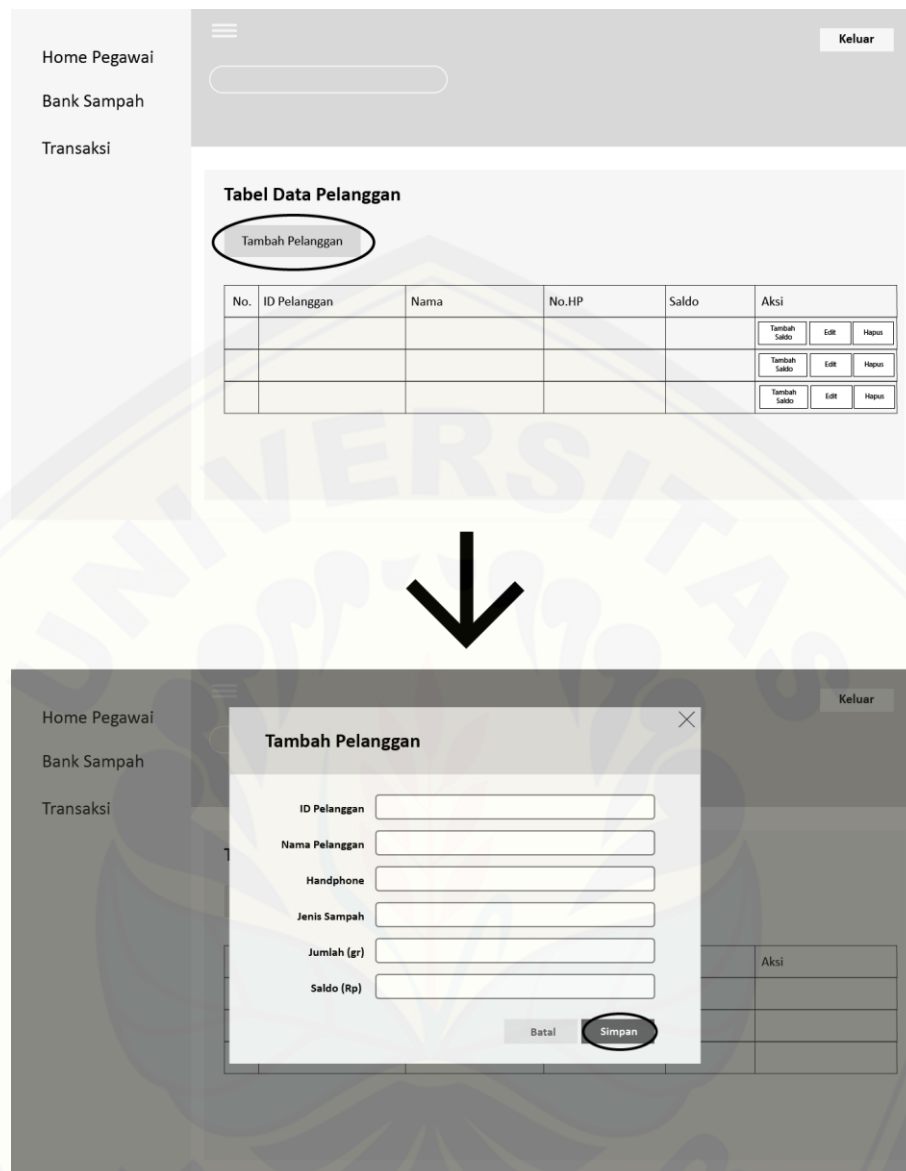 Home Pegawai
Bank Sampah
Transaksi
Keluar
Tabel Data Pelanggan
Tambah Pelanggan
No. ID Pelanggan Nama No.HP Saldo Aksi
Tambah Saldo Edit Hapus
Tambah Saldo Edit Hapus
Tambah Saldo Edit Hapus
UNIVERSITAS
Home Pegawai
Bank Sampah
Transaksi
Keluar
Tambah Pelanggan
T
ID Pelanggan
Nama Pelanggan
Handphone
Jenis Sampah
Jumlah (gr)
Saldo (Rp)
Aksi
Batal Simpan